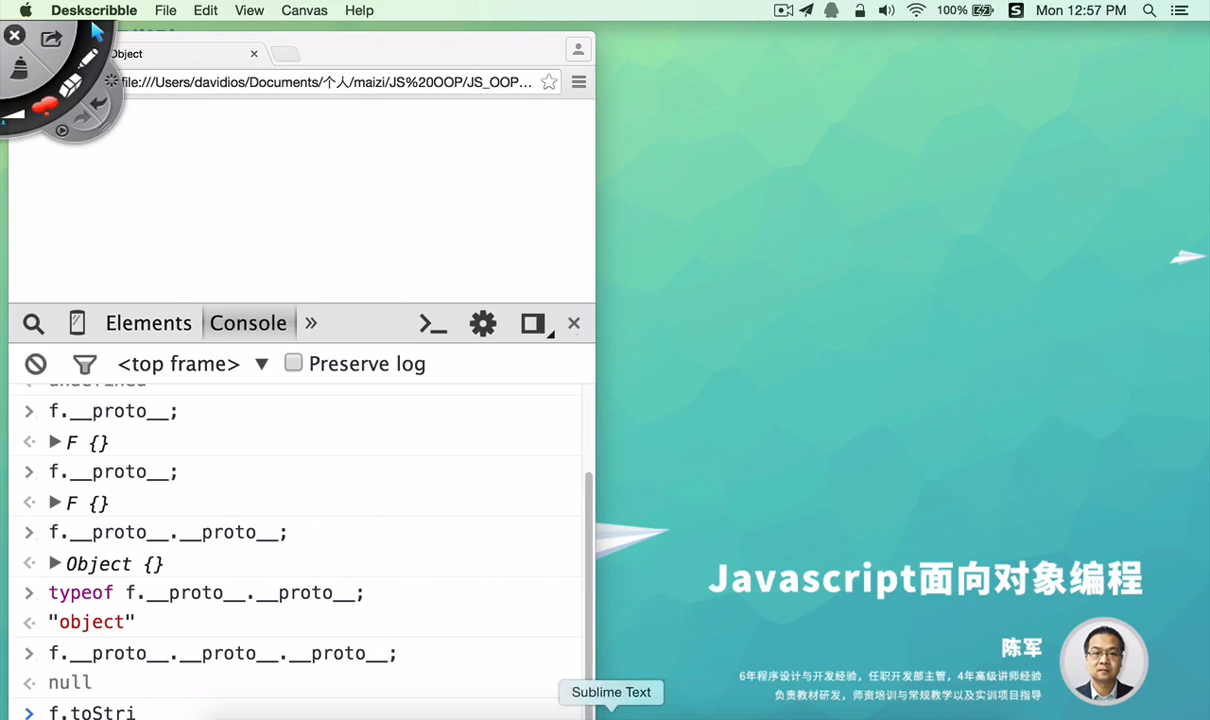 Deskscribble File Edit View Canvas Help
100% S Mon 12:57 PM
Object
file:///Users/davidios/Documents/个人/maizi/JS%20OOP/JS_OOP...
Elements Console »
<top frame> ▼ Preserve log
undefined
f.__proto__;
F {}
f.__proto__;
F {}
f.__proto__.__proto__;
Object {}
typeof f.__proto__.__proto__;
"object"
f.__proto__.__proto__.__proto__;
null
f.toStri
Sublime Text
Javascript面向对象编程
陈军
6年程序设计与开发经验，任职开发部主管，4年高级讲师经验
负责教材研发，师资培训与常规教学以及实训项目指导